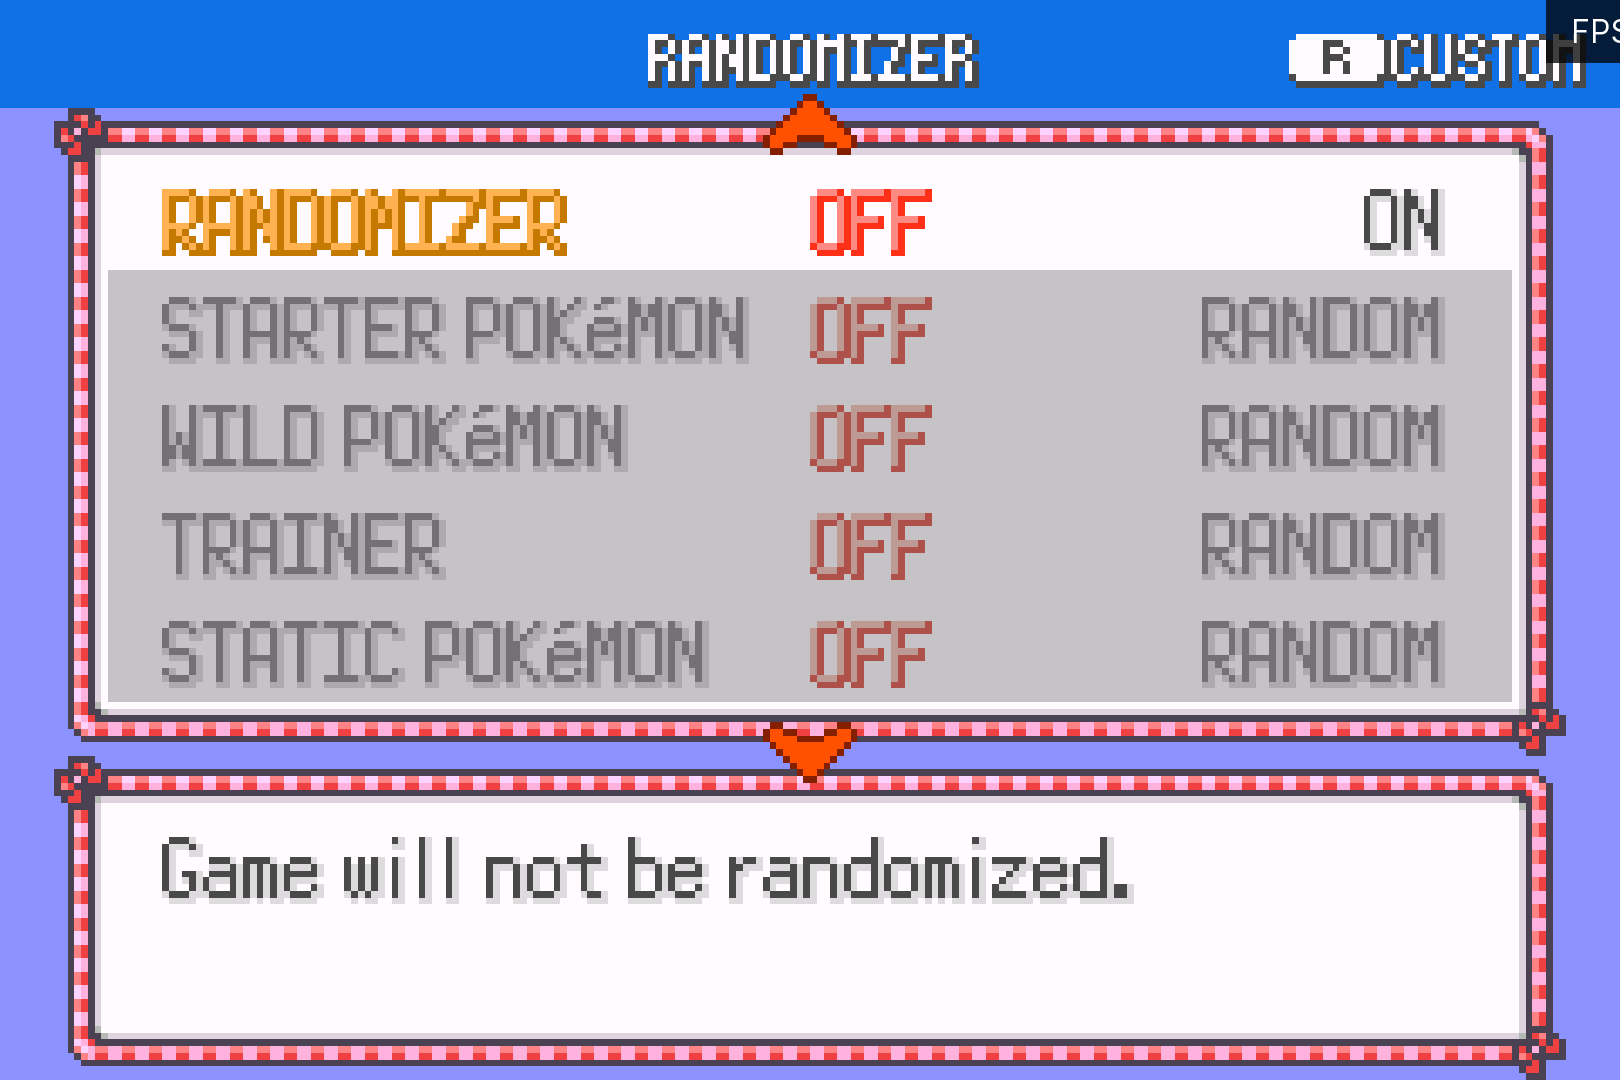 RANDOMIZER R CUSTOM FPS
RANDOMIZER OFF ON
STARTER POKéMON OFF RANDOM
WILD POKéMON OFF RANDOM
TRAINER OFF RANDOM
STATIC POKéMON OFF RANDOM
Game will not be randomized.